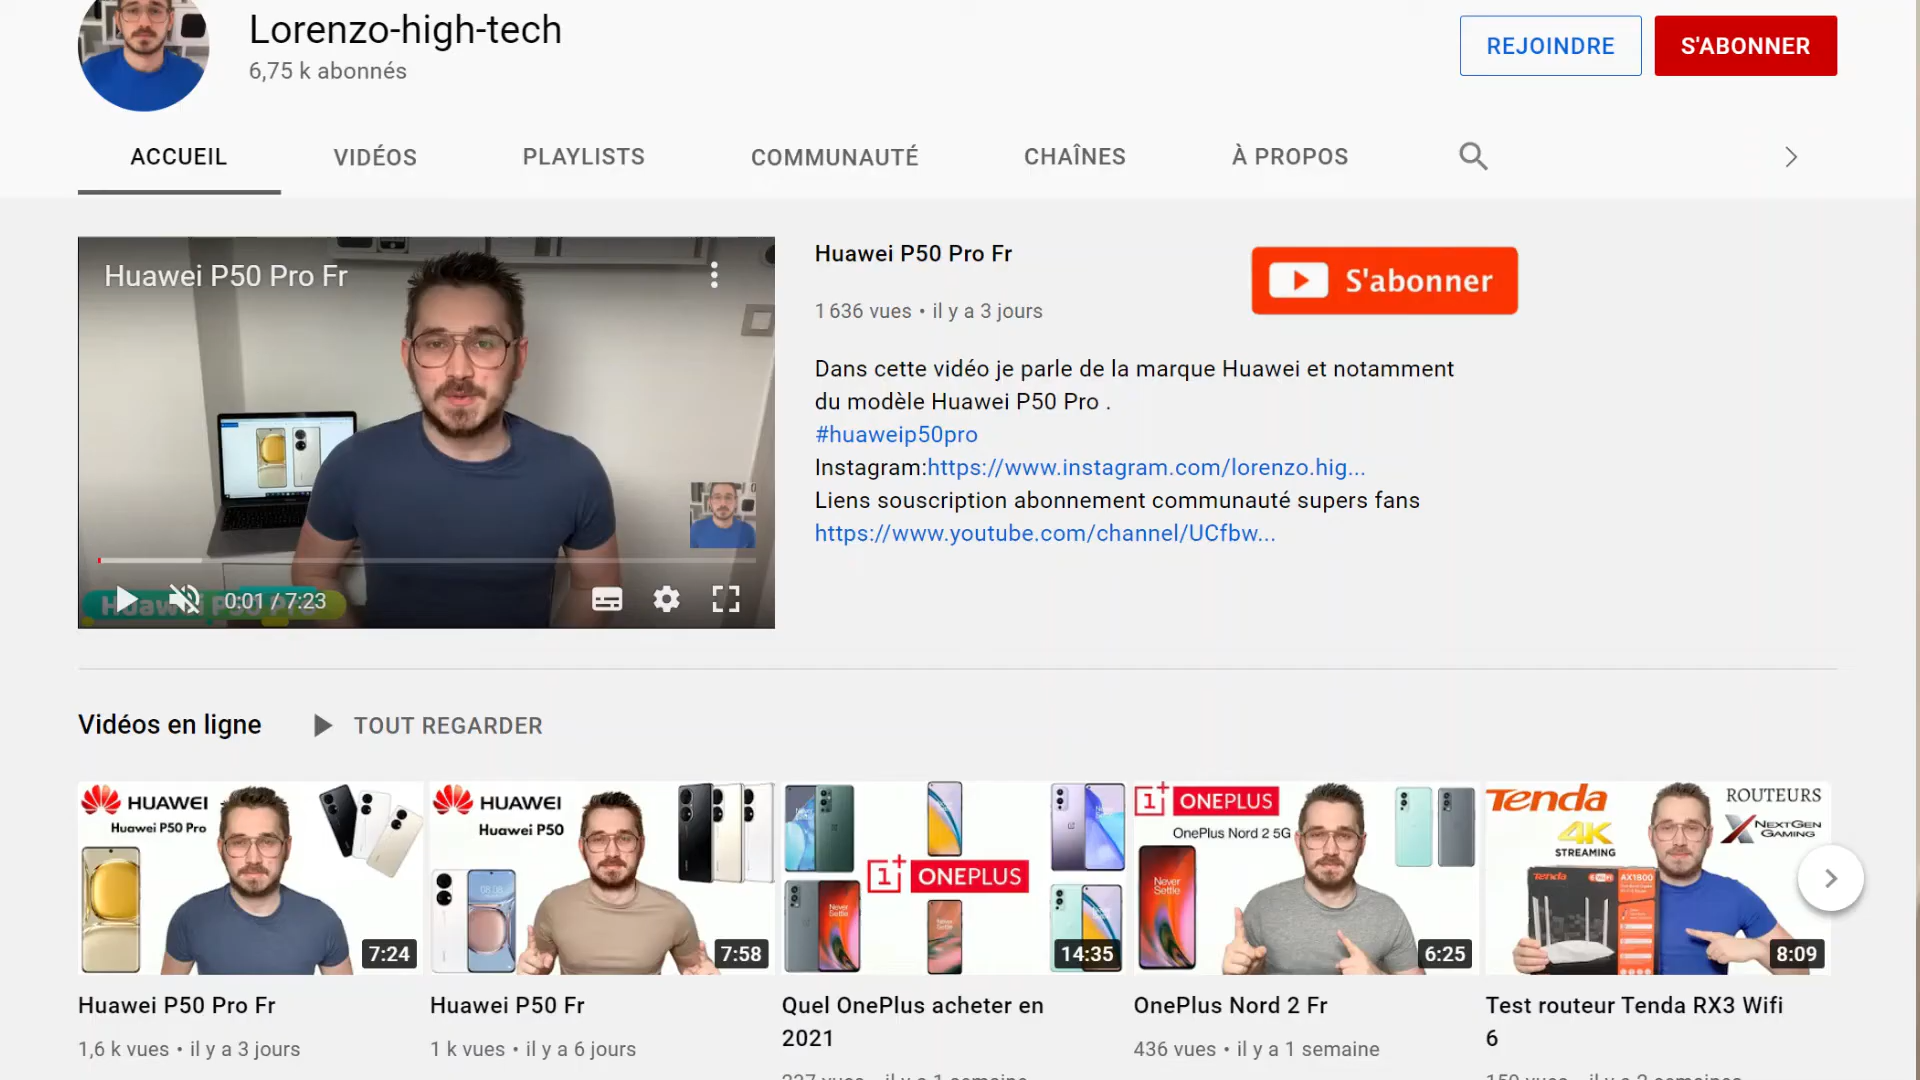 Lorenzo-high-tech
6,75 k abonnés
REJOINDRE
S'ABONNER
ACCUEIL
VIDÉOS
PLAYLISTS
COMMUNAUTÉ
CHAÎNES
À PROPOS
Huawei P50 Pro Fr
0:01 / 7:23
Huawei P50 Pro Fr
1 636 vues • il y a 3 jours
S'abonner
Dans cette vidéo je parle de la marque Huawei et notamment
du modèle Huawei P50 Pro .
#huaweip50pro
Instagram:https://www.instagram.com/lorenzo.hig...
Liens souscription abonnement communauté supers fans
https://www.youtube.com/channel/UCfbw...
Vidéos en ligne
TOUT REGARDER
HUAWEI
Huawei P50 Pro
7:24
HUAWEI
Huawei P50
7:58
ONEPLUS
14:35
ONEPLUS
OnePlus Nord 2 5G
Never
Settle
6:25
Tenda
4K
STREAMING
ROUTEURS
NEXTGEN
GAMING
Tenda
AX1800
8:09
Huawei P50 Pro Fr
1,6 k vues • il y a 3 jours
Huawei P50 Fr
1 k vues • il y a 6 jours
Quel OnePlus acheter en
2021
OnePlus Nord 2 Fr
436 vues • il y a 1 semaine
Test routeur Tenda RX3 Wifi
6